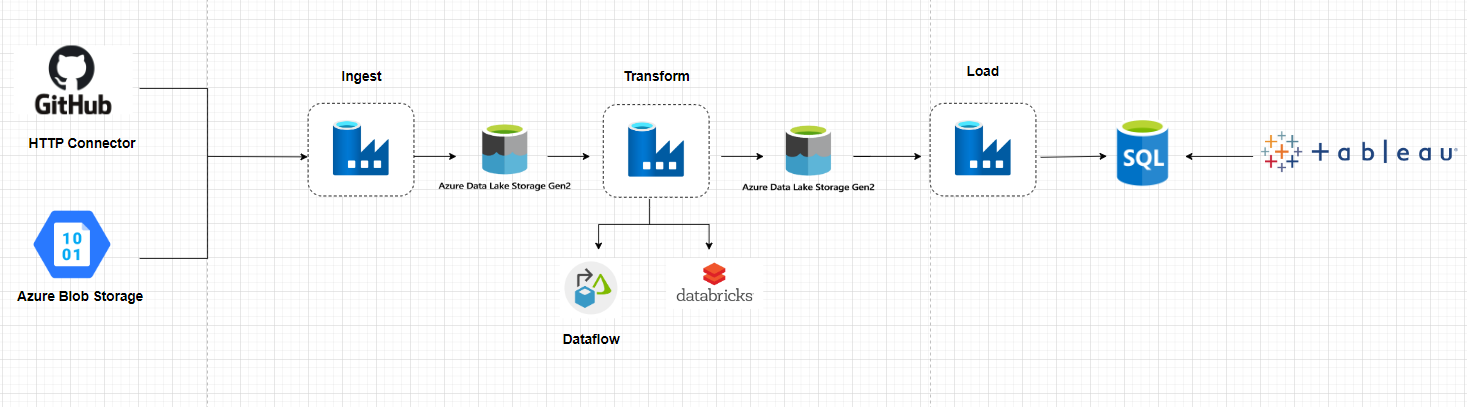 GitHub
HTTP Connector
10
01
Azure Blob Storage
Ingest
Azure Data Lake Storage Gen2
Transform
Dataflow
databricks
Azure Data Lake Storage Gen2
Load
SQL
+ a b l e a u